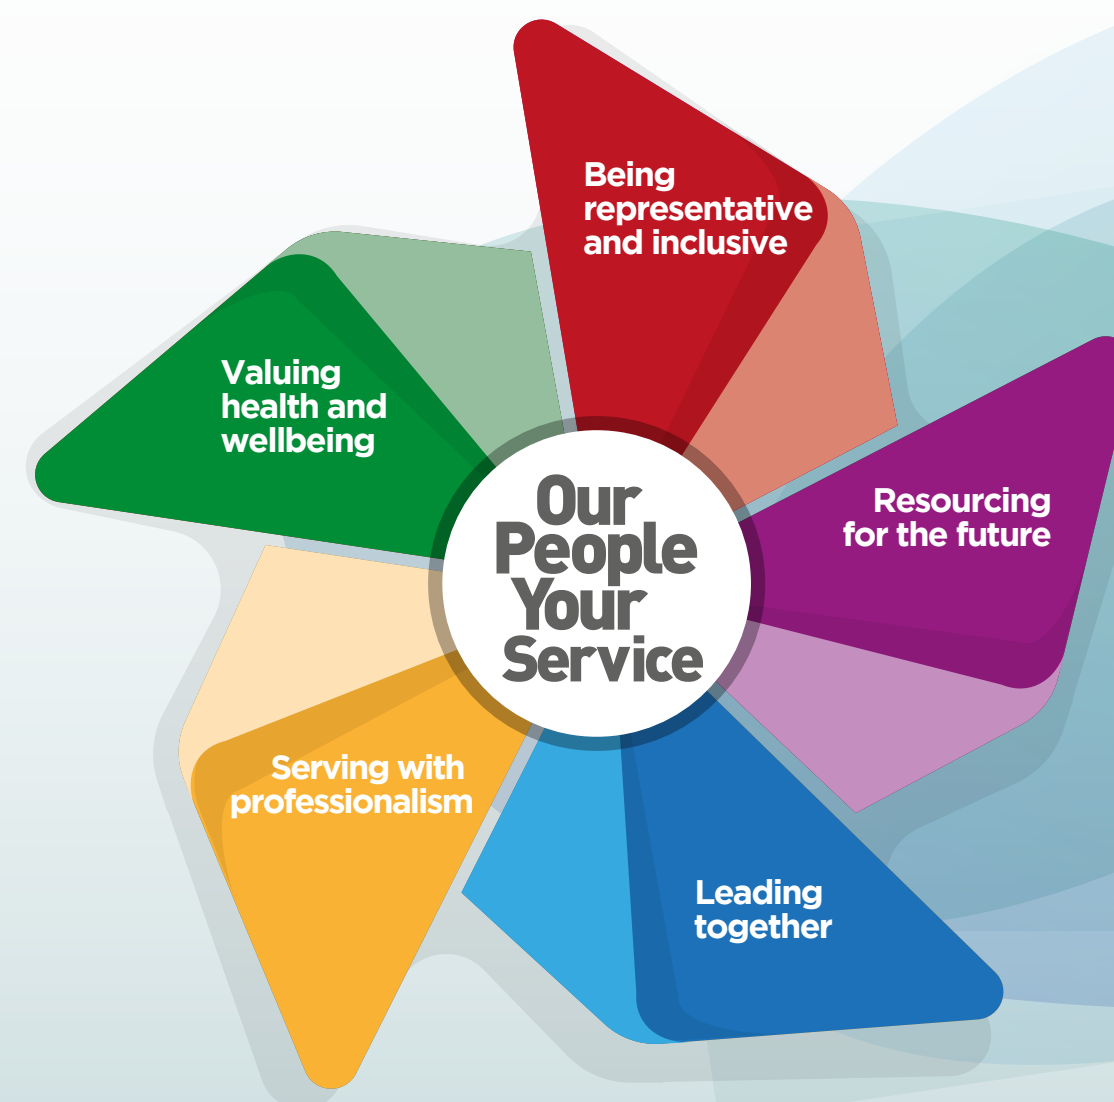 Being
representative
and inclusive
Valuing
health and
wellbeing
Our
People
Your
Service
Resourcing
for the future
Serving with
professionalism
Leading
together